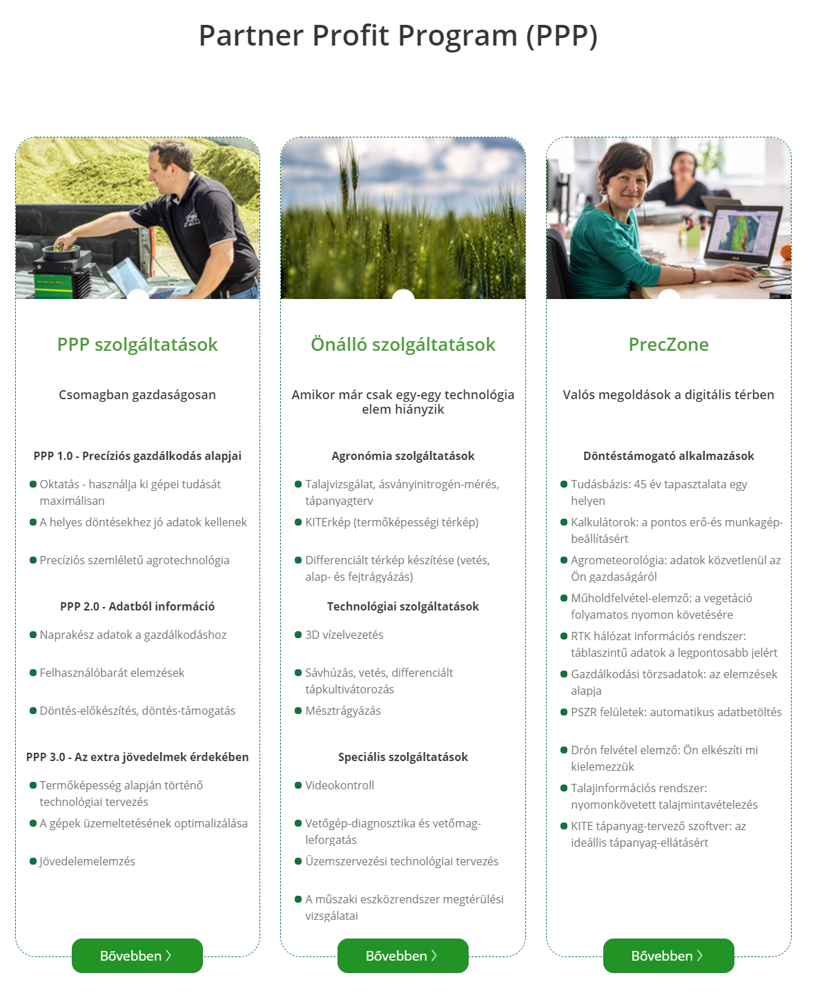 Partner Profit Program (PPP)
PPP szolgáltatások
Csomagban gazdaságosan
PPP 1.0 - Precíziós gazdálkodás alapjai
Oktatás - használja ki gépei tudását
maximálisan
A helyes döntésekhez jó adatok kellenek
Precíziós szemléletű agrotechnológia
PPP 2.0 - Adatból információ
Naprakész adatok a gazdálkodáshoz
Felhasználóbarát elemzések
Döntés-előkészítés, döntés-támogatás
PPP 3.0 - Az extra jövedelmek érdekében
Termőképesség alapján történő
technológiai tervezés
A gépek üzemeltetésének optimalizálása
Jövedelemelemzés
Bővebben
Önálló szolgáltatások
Amikor már csak egy-egy technológia
elem hiányzik
Agronómia szolgáltatások
Talajvizsgálat, ásványinitrogén-mérés,
tápanyagterv
KITErkép (termőképességi térkép)
Differenciált térkép készítése (vetés,
alap- és fejtrágyázás)
Technológiai szolgáltatások
3D vízelvezetés
Sávhúzás, vetés, differenciált
tápkultivátorozás
Mésztrágyázás
Speciális szolgáltatások
Videokontroll
Vetőgép-diagnosztika és vetőmag-
leforgatás
Üzemszervezési technológiai tervezés
A műszaki eszközrendszer megtérülési
vizsgálatai
Bővebben
PrecZone
Valós megoldások a digitális térben
Döntéstámogató alkalmazások
Tudásbázis: 45 év tapasztalata egy
helyen
Kalkulátorok: a pontos erő-és munkagép-
beállításért
Agrometeorológia: adatok közvetlenül az
Ön gazdaságáról
Műholdfelvétel-elemző: a vegetáció
folyamatos nyomon követésére
RTK hálózat információs rendszer:
táblaszintű adatok a legpontosabb jelért
Gazdálkodási törzsadatok: az elemzések
alapja
PSZR felületek: automatikus adatbetöltés
Drón felvétel elemző: Ön elkészíti mi
kielemezzük
Talajinformációs rendszer:
nyomonkövetett talajmintavételezés
KITE tápanyag-tervező szoftver: az
ideállis tápanyag-ellátásért
Bővebben